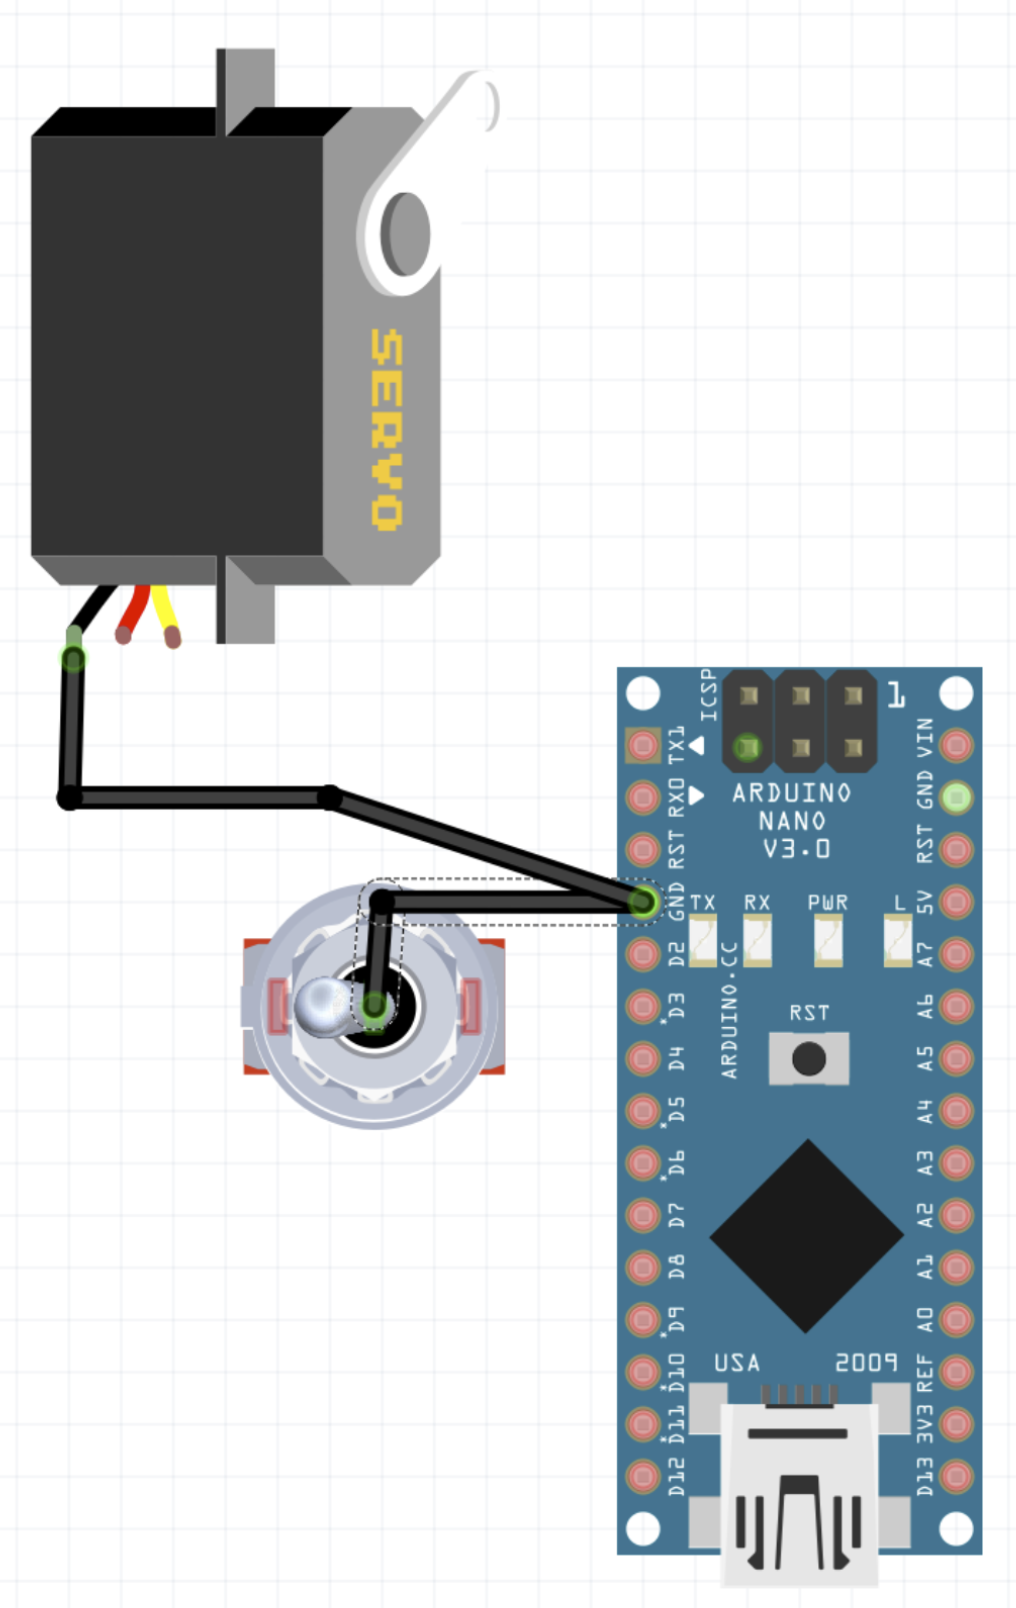 SERVO
ICSP
1
TX1
RX0
RST
GND
D2
*D3
D4
*D5
*D6
D7
D8
*D9
*D10
*D11
D12
ARDUINO
NANO
V3.0
TX
RX
PWR
L
ARDUINO.CC
RST
USA
2009
VIN
GND
RST
5V
A7
A6
A5
A4
A3
A2
A1
A0
REF
3V3
D13